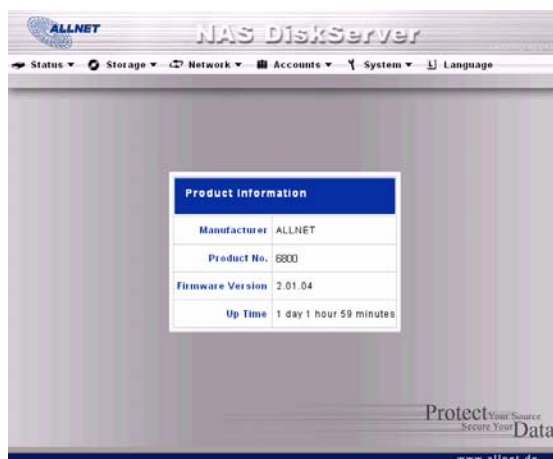 ALLNET
NAS DiskServer
Status Storage Network Accounts System Language
Product Information
Manufacturer ALLNET
Product No. 6800
Firmware Version 2.01.04
Up Time 1 day 1 hour 59 minutes
Protect Your Source
Secure Your Data
www.allnet.de